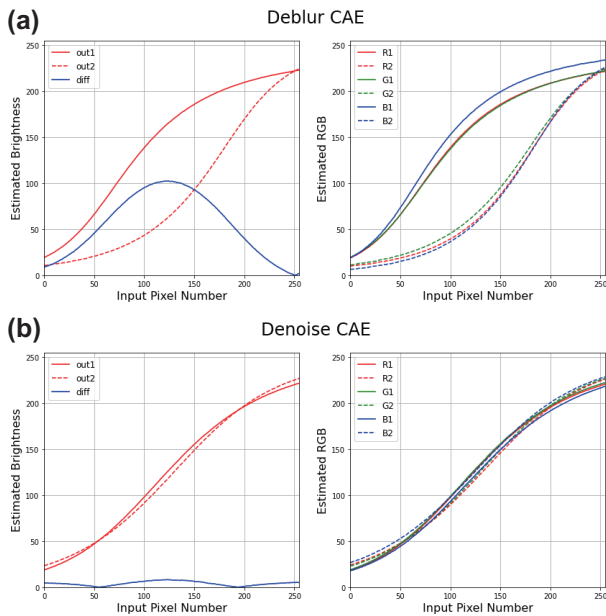 (a)
Deblur CAE
250
200
150
100
50
0
0 50 100 150 200 250
Estimated Brightness
Input Pixel Number
out1
out2
diff
250
200
150
100
50
0
0 50 100 150 200 250
Estimated RGB
Input Pixel Number
R1
R2
G1
G2
B1
B2
(b)
Denoise CAE
250
200
150
100
50
0
0 50 100 150 200 250
Estimated Brightness
Input Pixel Number
out1
out2
diff
250
200
150
100
50
0
0 50 100 150 200 250
Estimated RGB
Input Pixel Number
R1
R2
G1
G2
B1
B2